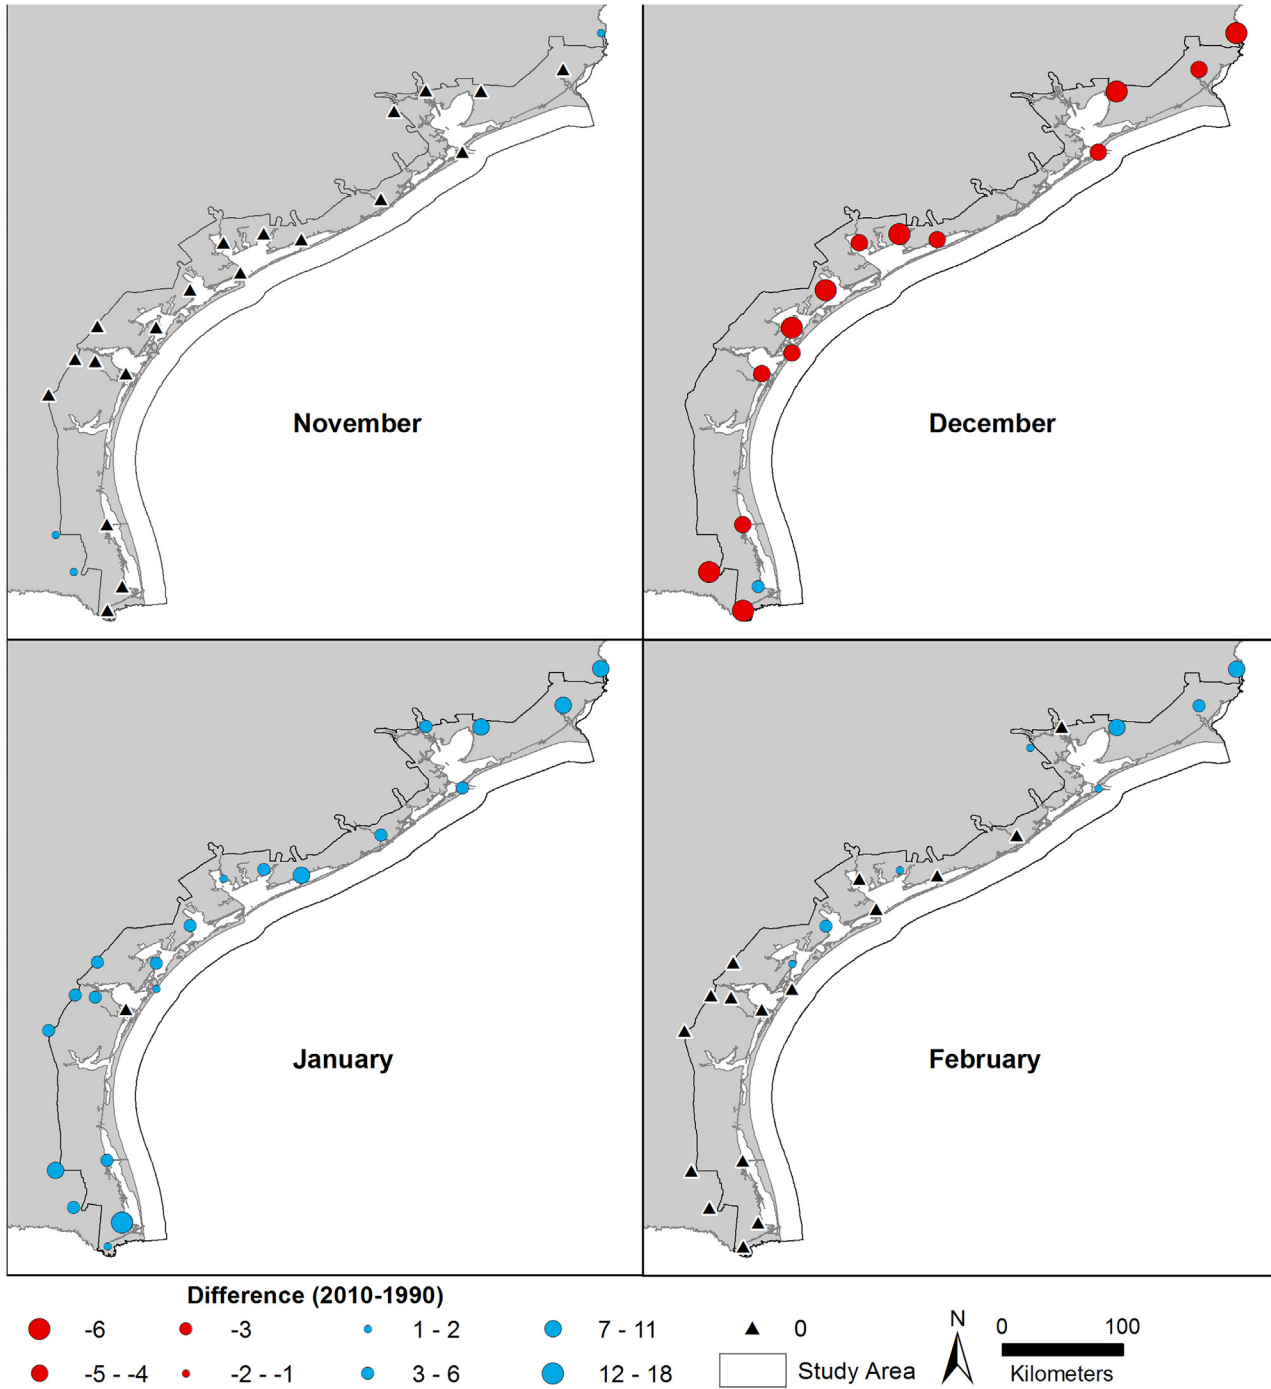 November
December
January
February
Difference (2010-1990)
-6
-3
1 - 2
7 - 11
0
-5 - -4
-2 - -1
3 - 6
12 - 18
Study Area
N
0 100
Kilometers